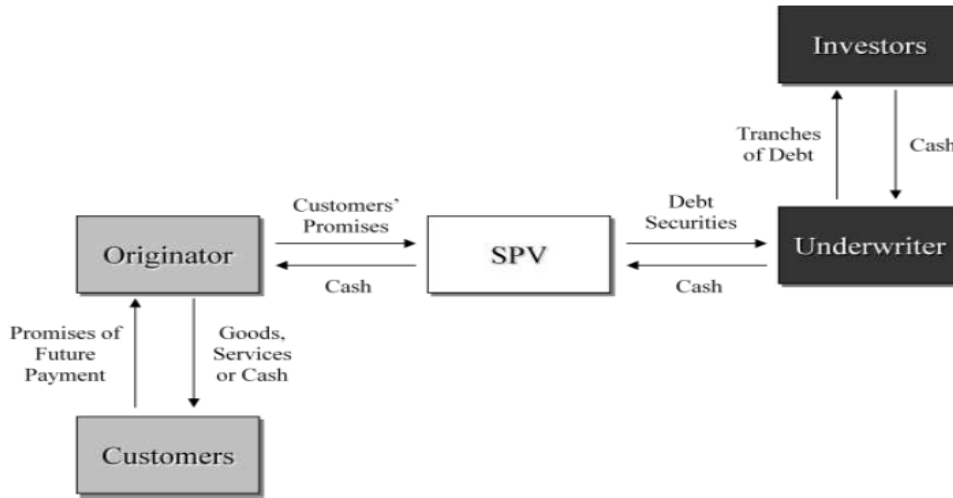 Investors
Tranches
of Debt
Cash
Customers’
Promises
Debt
Securities
Originator
SPV
Underwriter
Cash
Cash
Promises of
Future
Payment
Goods,
Services
or Cash
Customers